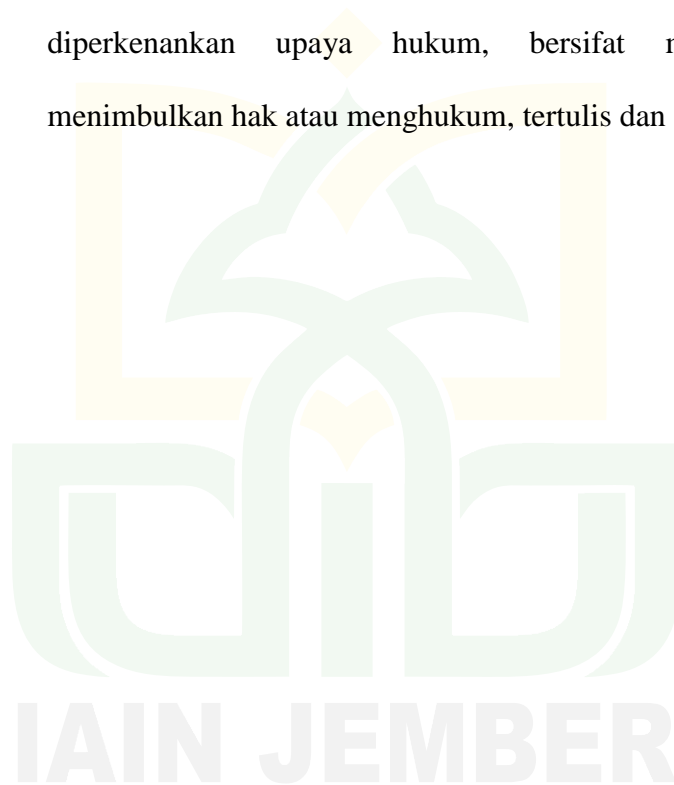 diperkenankan upaya hukum, bersifat
menimbulkan hak atau menghukum, tertulis dan
IAIN JEMBER